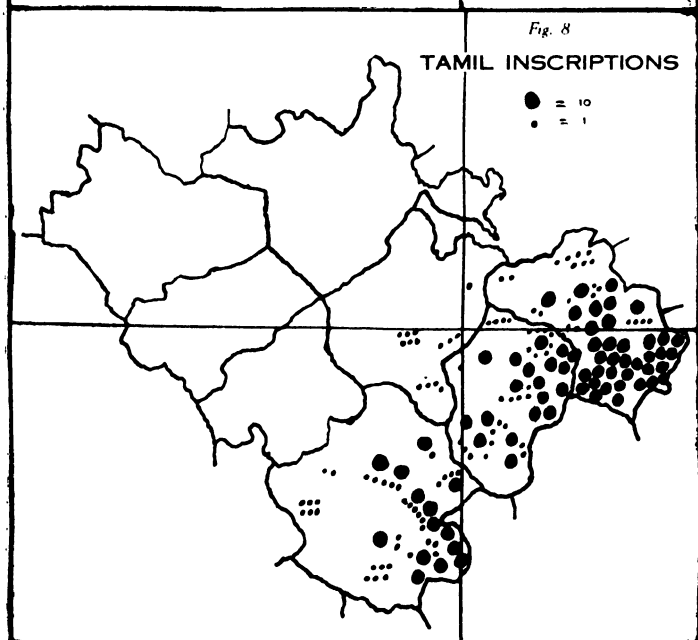 Fig. 8
TAMIL INSCRIPTIONS
= 10
= 1